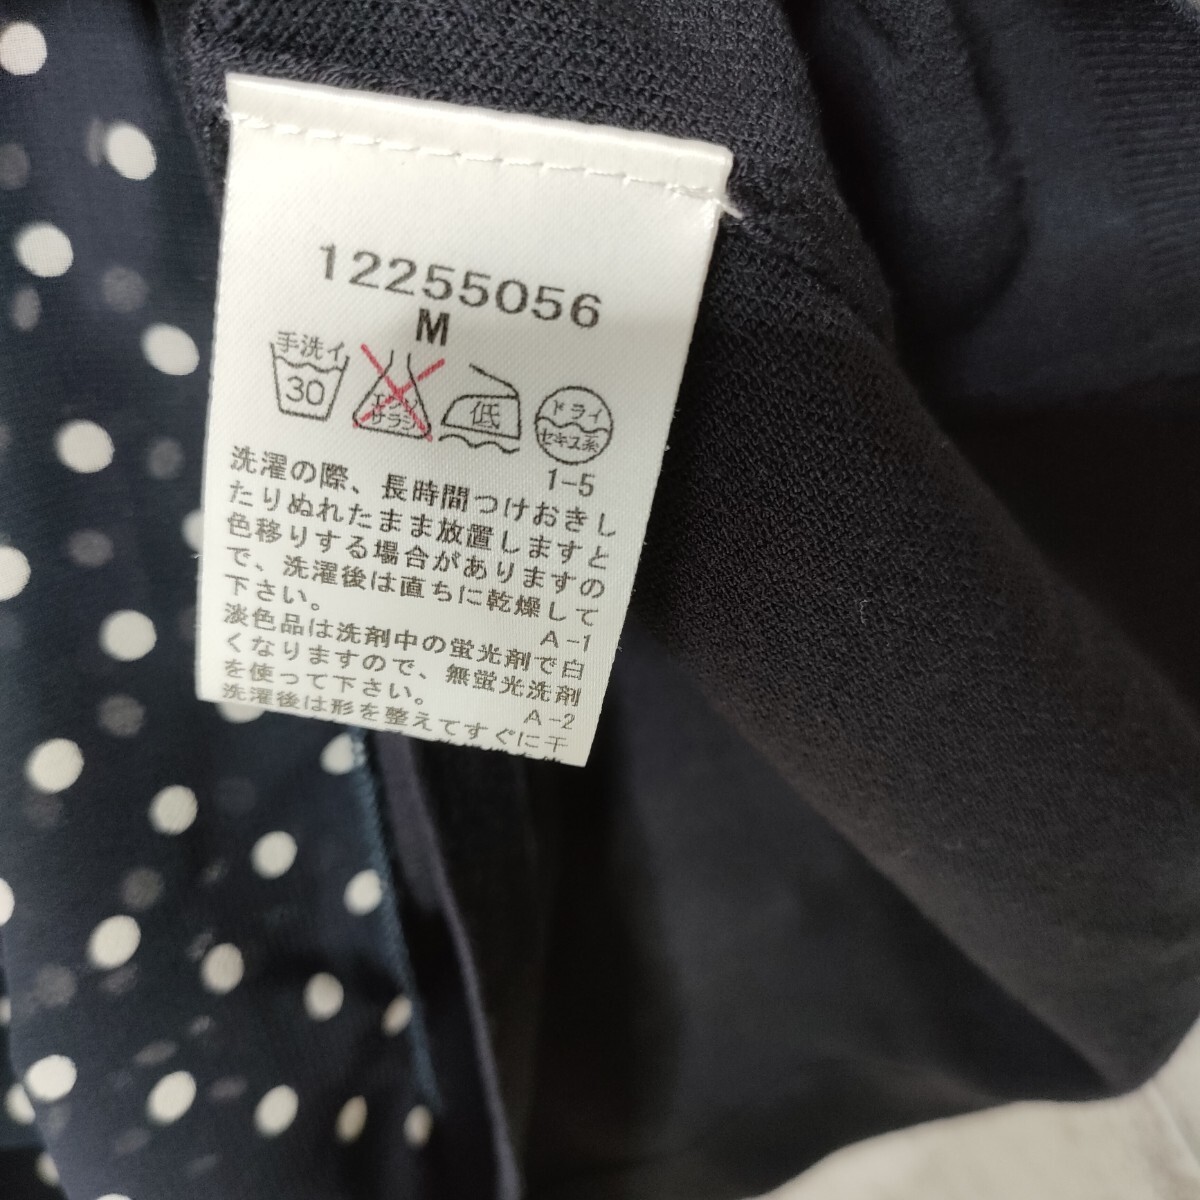 12255056
M
手洗イ
30
エンソ
サラシ
低
ドライ
セキユ系
1-5
洗濯の際、長時間つけおきし
たりぬれたまま放置しますと
色移りする場合がありますの
で、洗濯後は直ちに乾燥して
下さい。
A-1
淡色品は洗剤中の蛍光剤で白
くなりますので、無蛍光洗剤
を使って下さい。
A-2
洗濯後は形を整えてすぐに干